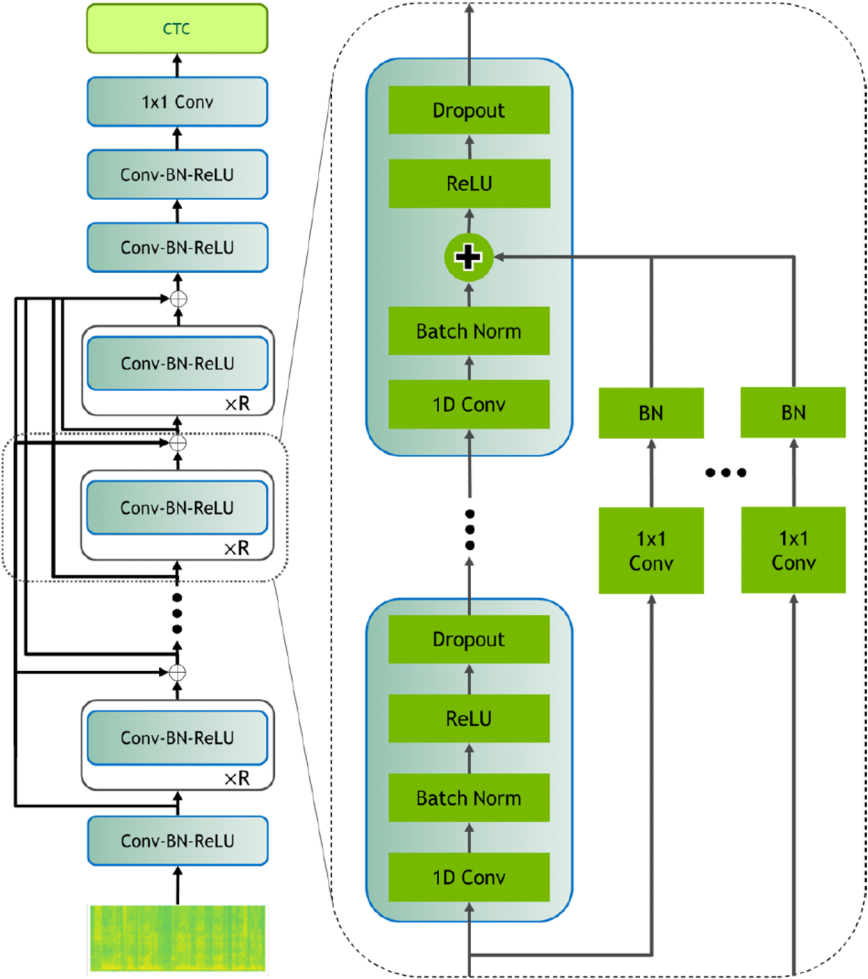 CTC
1x1 Conv
Conv-BN-ReLU
Conv-BN-ReLU
Conv-BN-ReLU
×R
Conv-BN-ReLU
×R
Conv-BN-ReLU
×R
Conv-BN-ReLU
Dropout
ReLU
Batch Norm
1D Conv
Dropout
ReLU
Batch Norm
1D Conv
BN
1x1
Conv
BN
1x1
Conv